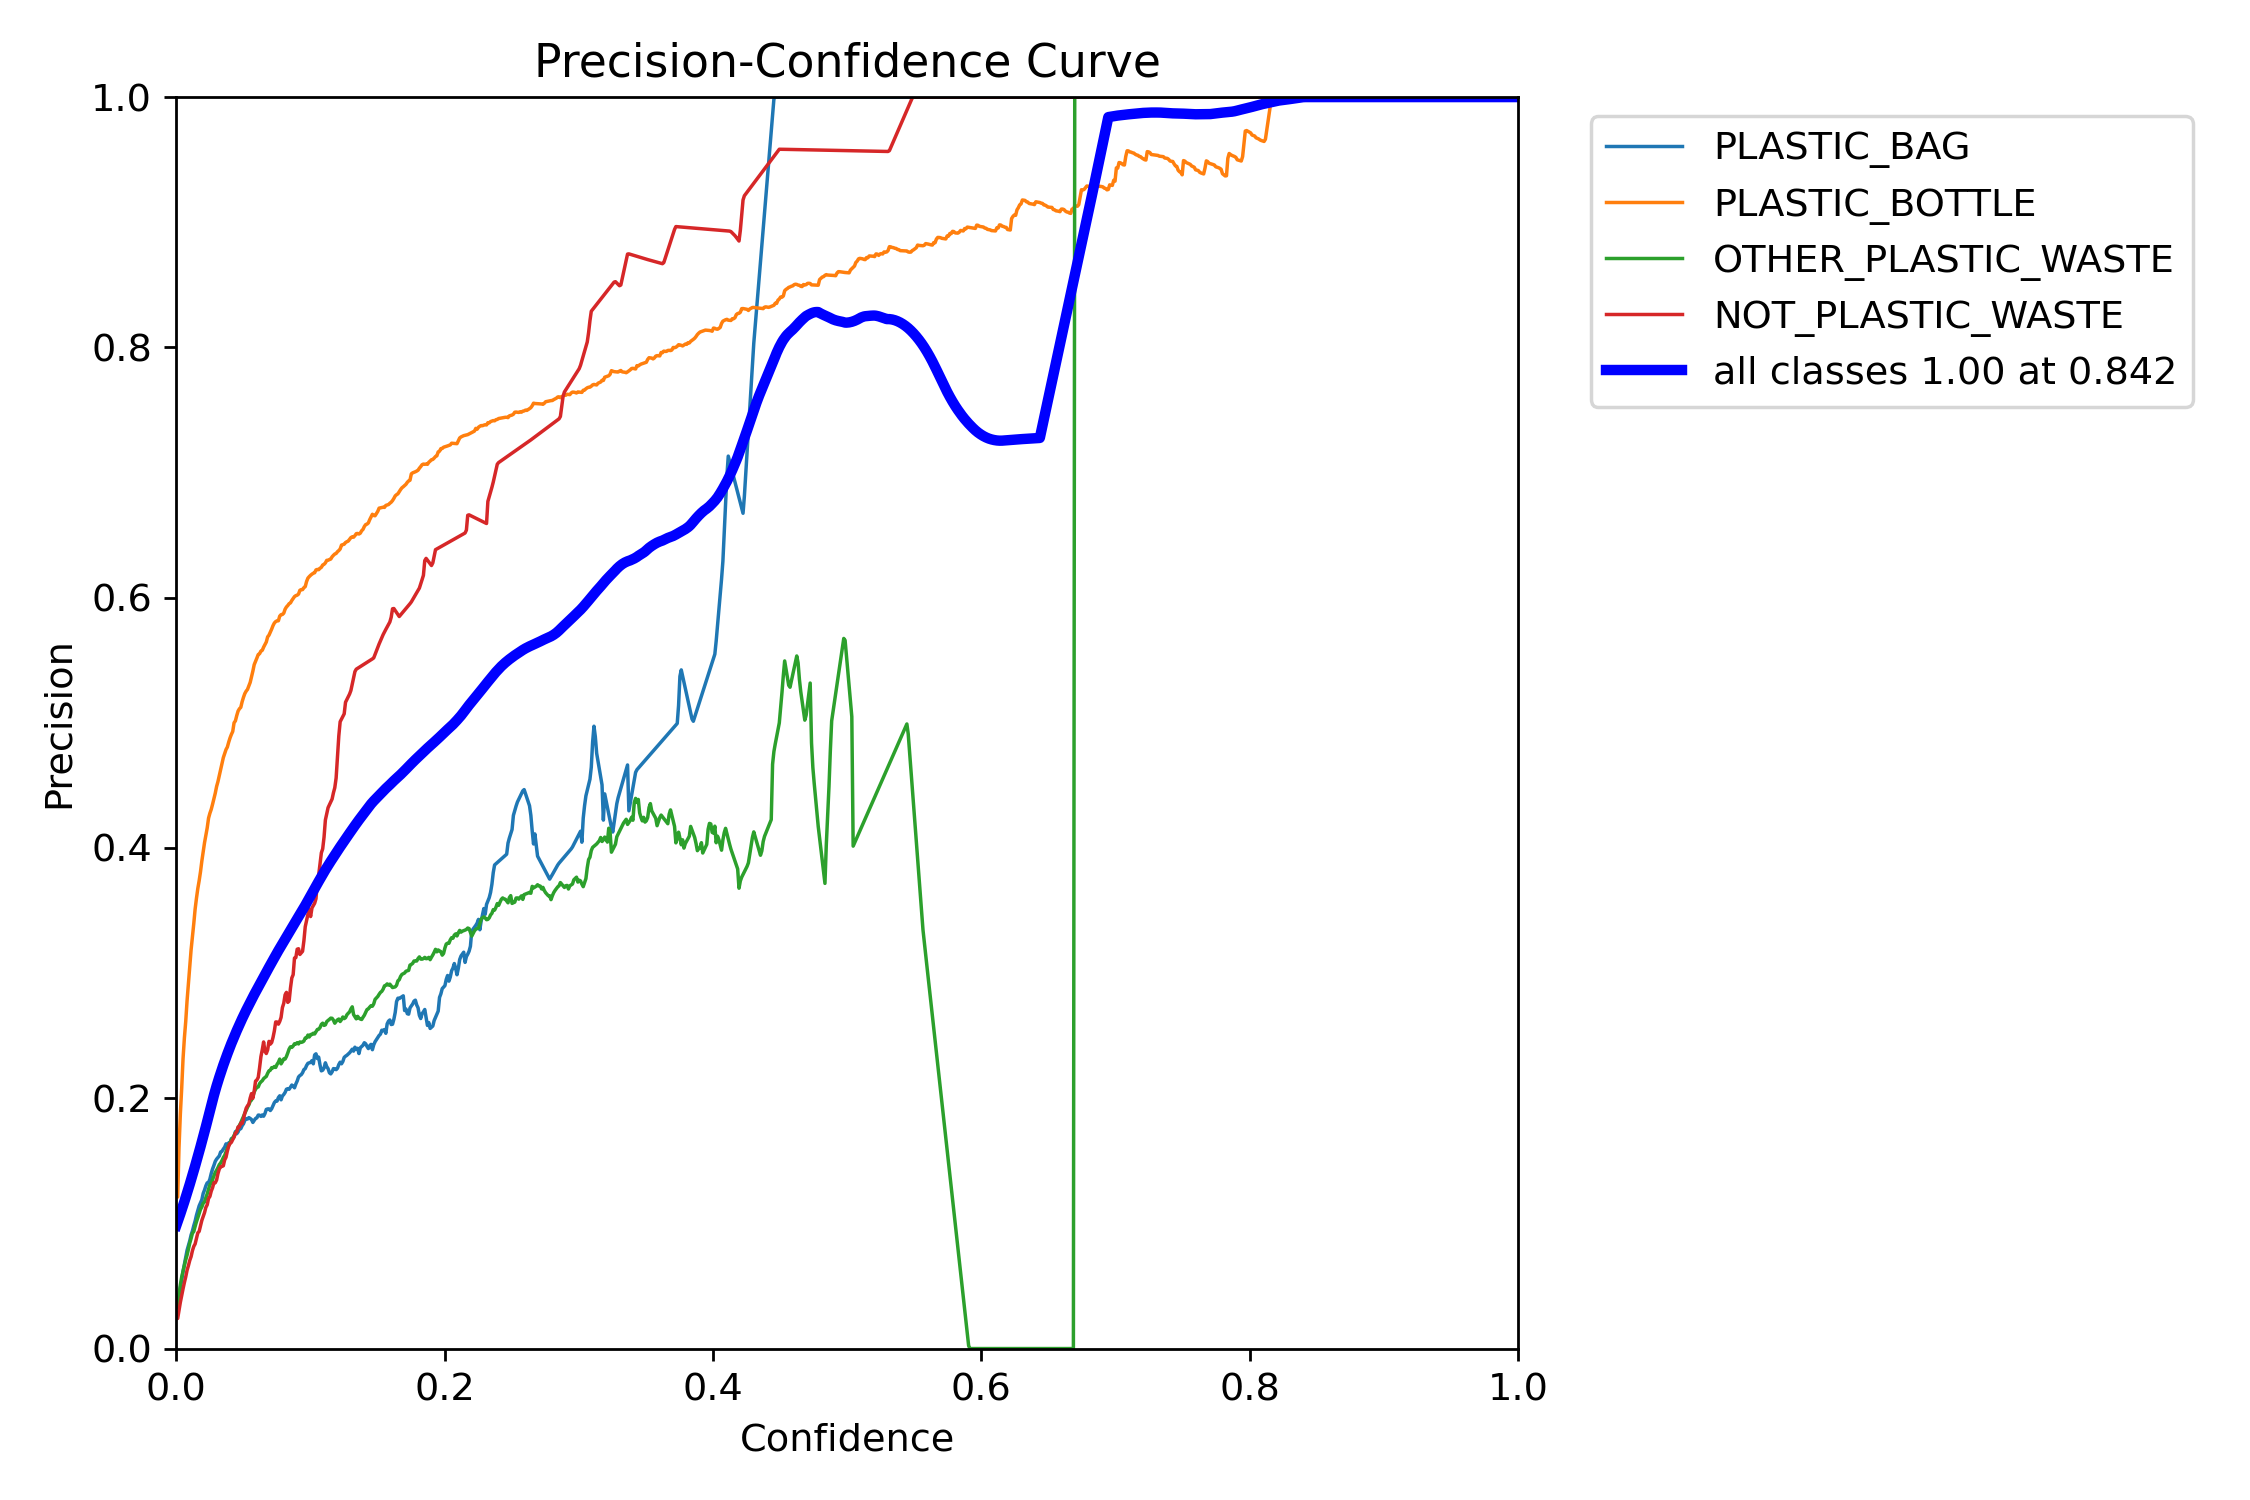 Precision-Confidence Curve
1.0
0.8
0.6
0.4
0.2
0.0
Precision
0.0 0.2 0.4 0.6 0.8 1.0
Confidence
PLASTIC_BAG
PLASTIC_BOTTLE
OTHER_PLASTIC_WASTE
NOT_PLASTIC_WASTE
all classes 1.00 at 0.842